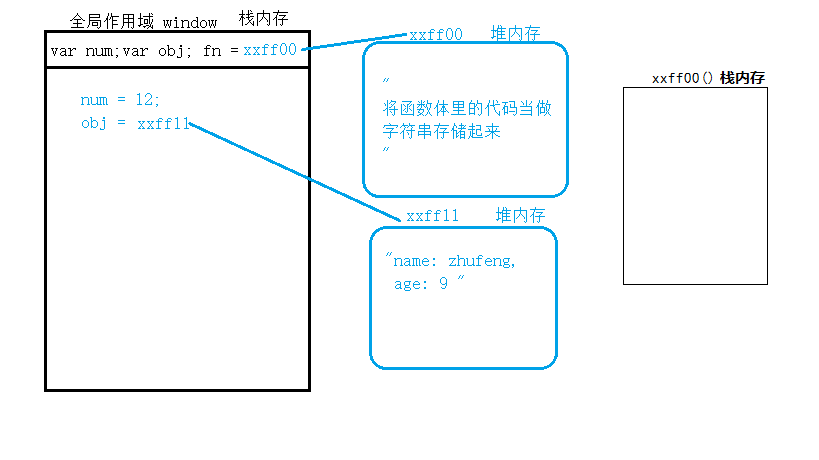 全局作用域 window 栈内存
var num;var obj; fn = xxff00
num = 12;
obj = xxff11
xxff00 堆内存
"
将函数体里的代码当做
字符串存储起来
"
xxff11 堆内存
"name: zhufeng,
age: 9 "
xxff00() 栈内存